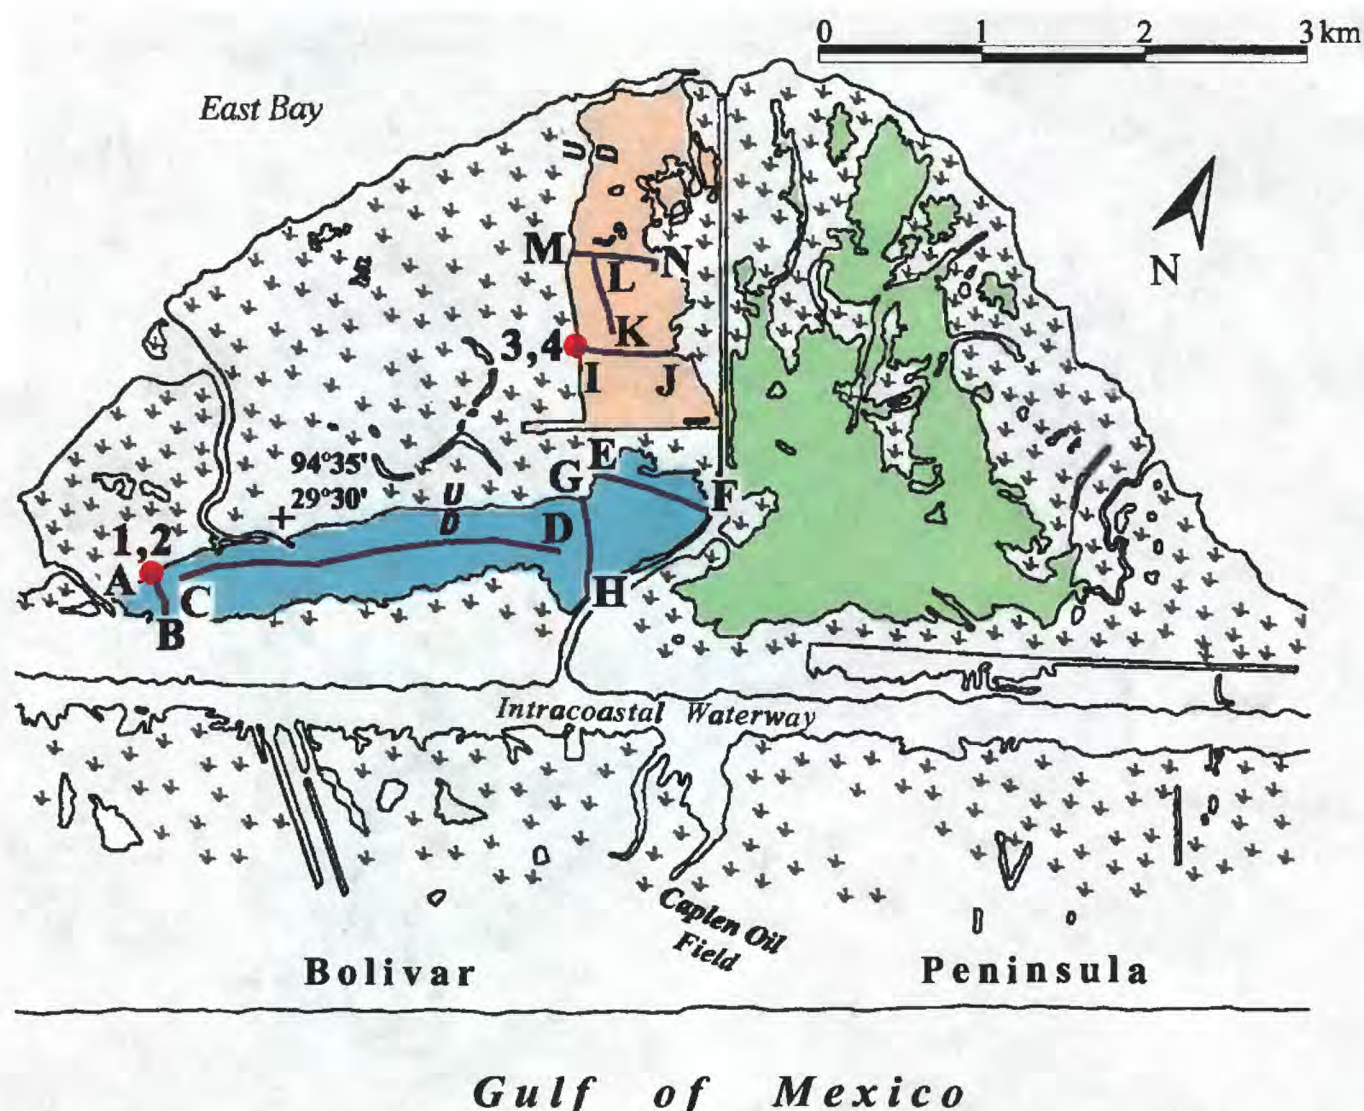 0 1 2 3 km
East Bay
U D
N
M L N
K
3,4
I J
94°35'
29°30'
E
G
F
U
D
D
1,2
A
C
B
H
Intracoastal Waterway
Caplen Oil
Field
Bolivar Peninsula
Gulf of Mexico